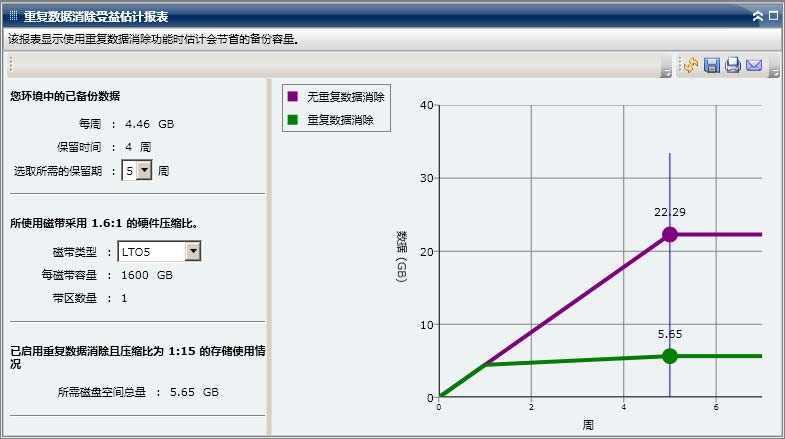 重复数据消除受益估计报表
该报表显示使用重复数据消除功能时估计会节省的备份容量。
您环境中的已备份数据
每周 : 4.46 GB
保留时间 : 4 周
选取所需的保留期 : 5 周
所使用磁带采用 1.6:1 的硬件压缩比。
磁带类型 : LTO5
每磁带容量 : 1600 GB
带区数量 : 1
已启用重复数据消除且压缩比为 1:15 的存储使用情
况
所需磁盘空间总量 : 5.65 GB
无重复数据消除
重复数据消除
数据 (GB)
40
30
20
10
0
22.29
5.65
0 2 4 6
周